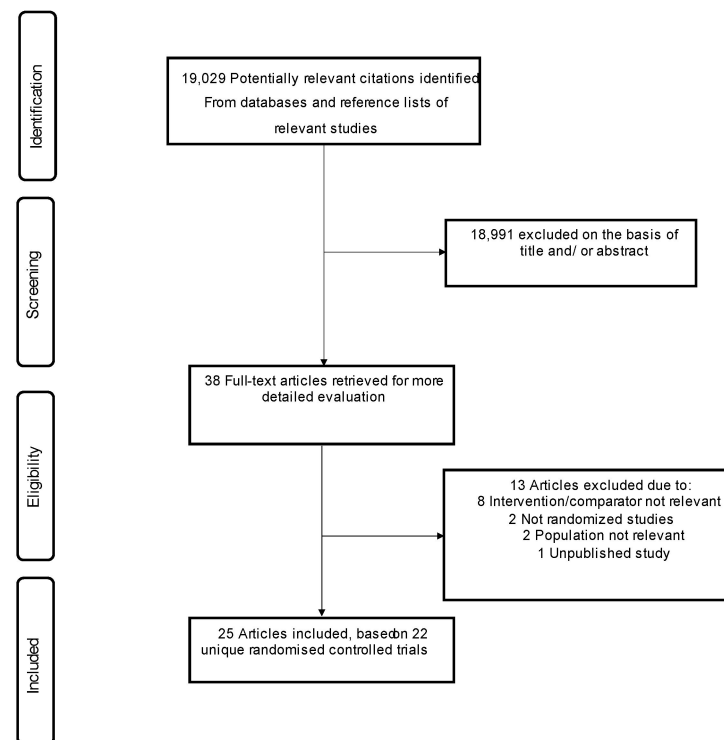 Identification
19,029 Potentially relevant citations identified
From databases and reference lists of
relevant studies
Screening
18,991 excluded on the basis of
title and/ or abstract
38 Full-text articles retrieved for more
detailed evaluation
Eligibility
13 Articles excluded due to:
8 Intervention/comparator not relevant
2 Not randomized studies
2 Population not relevant
1 Unpublished study
Included
25 Articles included, based on 22
unique randomised controlled trials